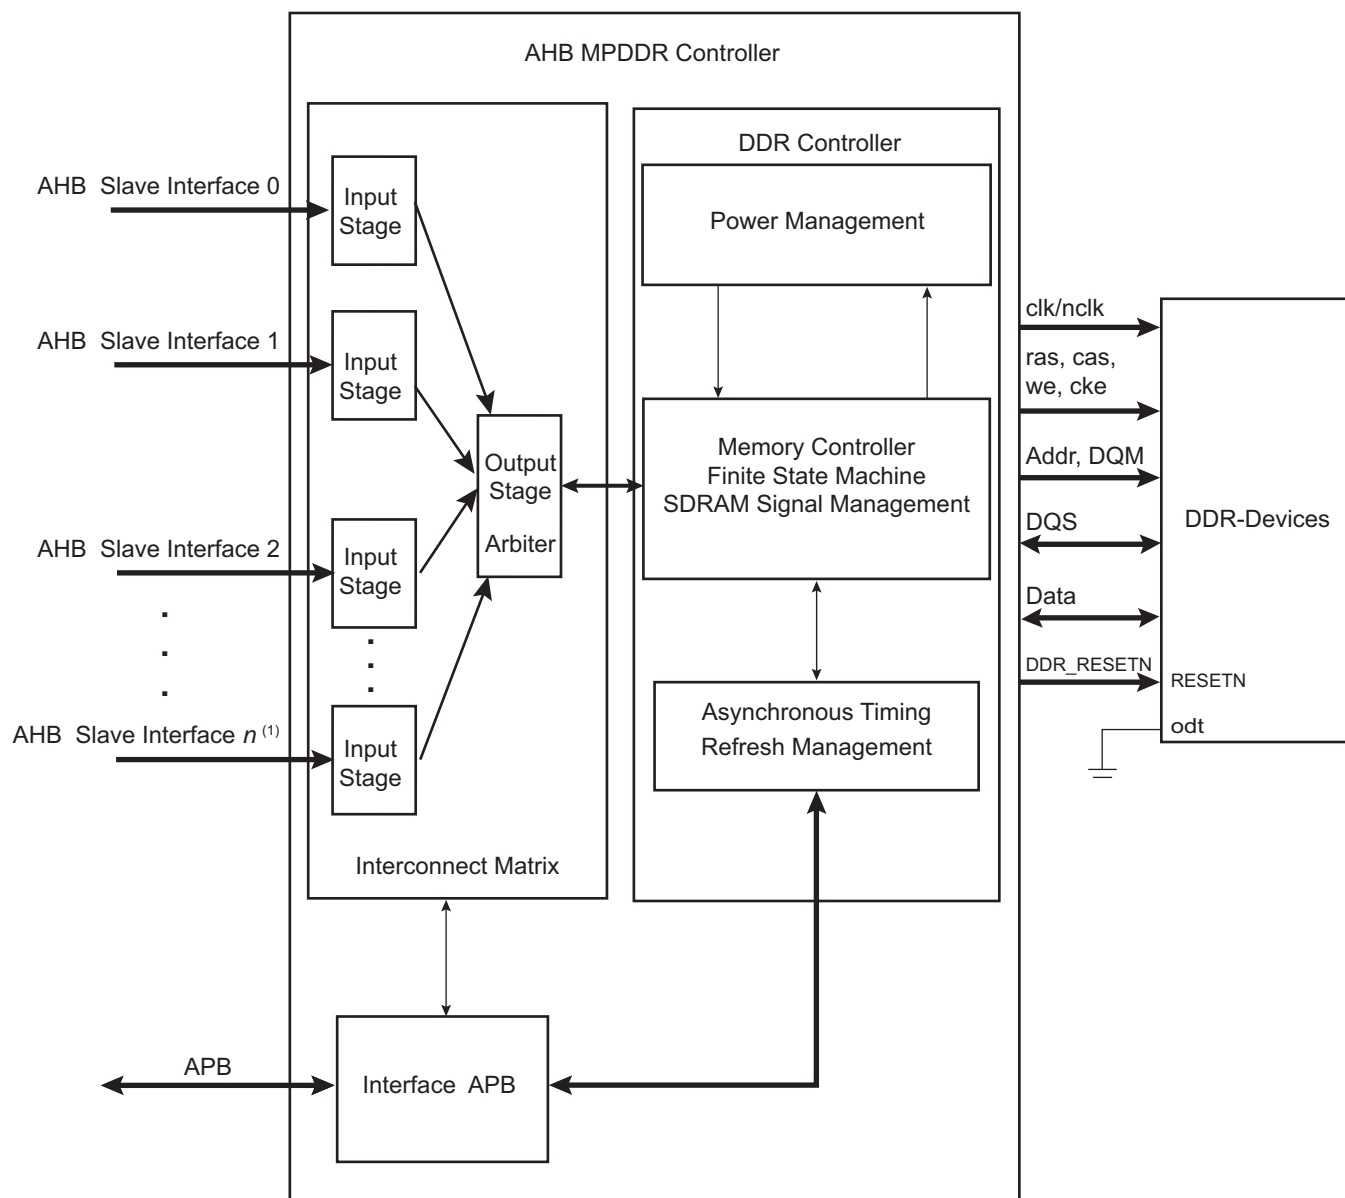 AHB MPDDR Controller
DDR Controller
AHB Slave Interface 0
Input
Stage
Power Management
AHB Slave Interface 1
Input
Stage
clk/nclk
ras, cas,
we, cke
Output
Stage
Arbiter
Memory Controller
Finite State Machine
SDRAM Signal Management
Addr, DQM
DQS
DDR-Devices
AHB Slave Interface 2
Input
Stage
Data
DDR_RESETN
RESETN
odt
AHB Slave Interface n (1)
Input
Stage
Asynchronous Timing
Refresh Management
Interconnect Matrix
APB
Interface APB